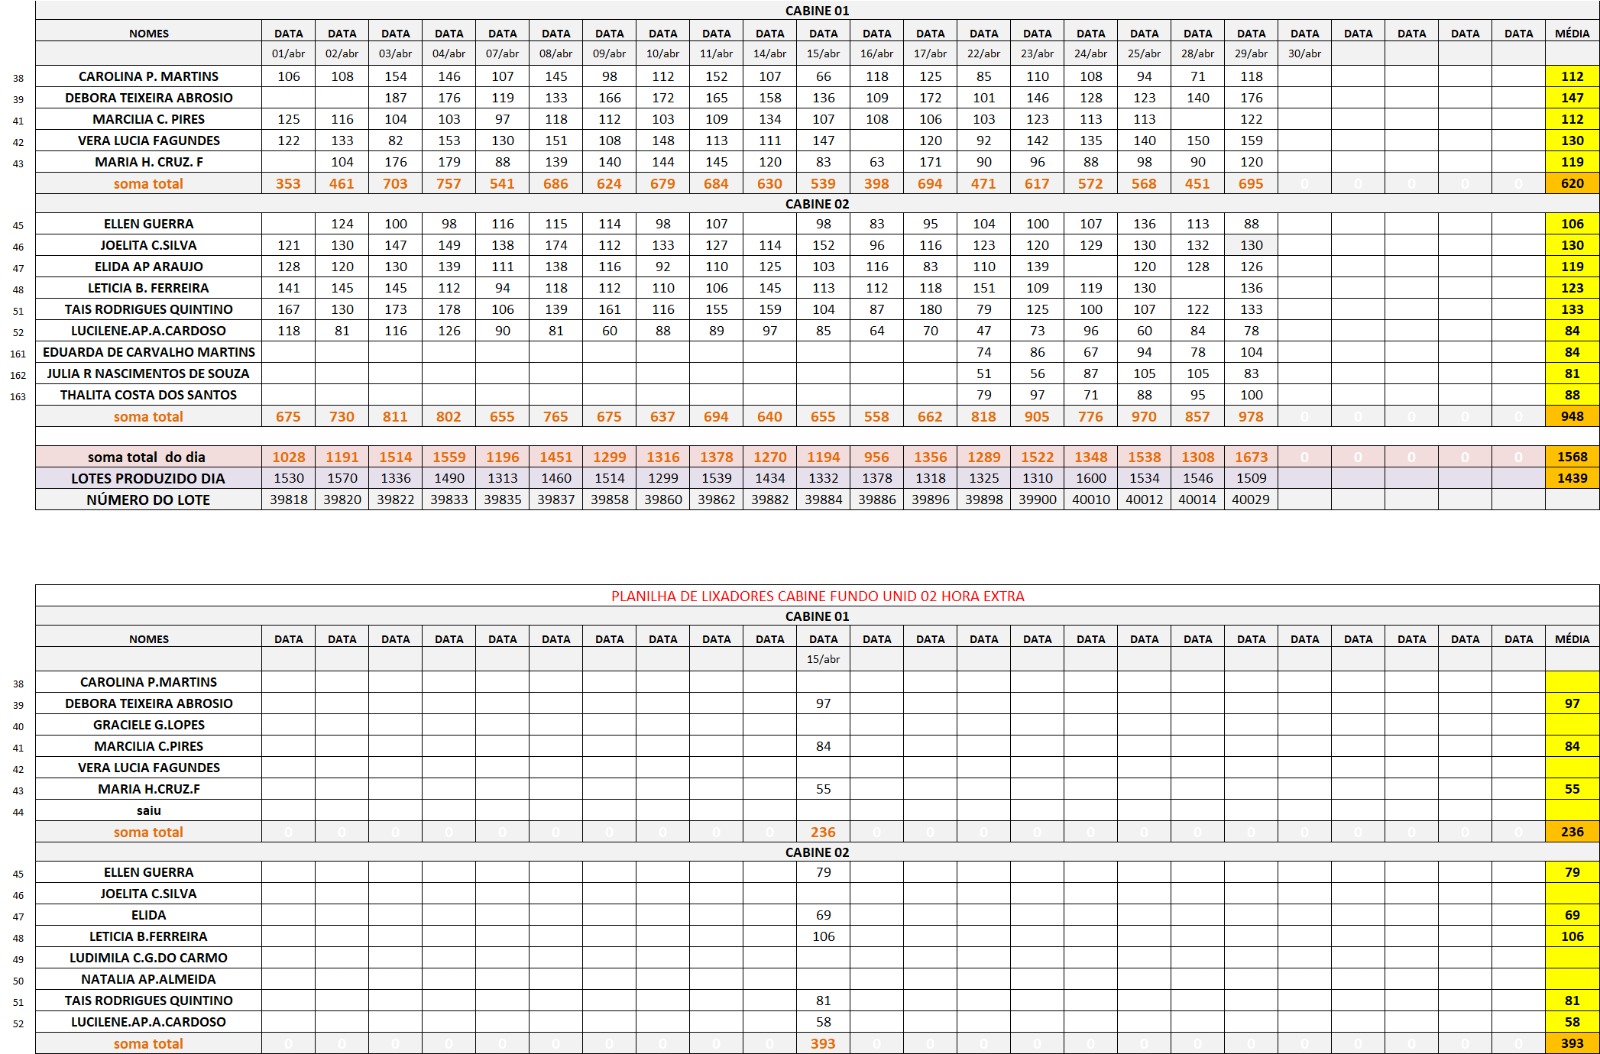 CABINE 01
NOMES DATA DATA DATA DATA DATA DATA DATA DATA DATA DATA DATA DATA DATA DATA DATA DATA DATA DATA DATA DATA DATA DATA DATA DATA MÉDIA
01/abr 02/abr 03/abr 04/abr 07/abr 08/abr 09/abr 10/abr 11/abr 14/abr 15/abr 16/abr 17/abr 22/abr 23/abr 24/abr 25/abr 28/abr 29/abr 30/abr
38 CAROLINA P. MARTINS 106 108 154 146 107 145 98 112 152 107 66 118 125 85 110 108 94 71 118 112
39 DEBORA TEIXEIRA ABROSIO 187 176 119 133 166 172 165 158 136 109 172 101 146 128 123 140 176 147
41 MARCILIA C. PIRES 125 116 104 103 97 118 112 103 109 134 107 108 106 103 123 113 113 122 112
42 VERA LUCIA FAGUNDES 122 133 82 153 130 151 108 148 113 111 147 120 92 142 135 140 150 159 130
43 MARIA H. CRUZ. F 104 176 179 88 139 140 144 145 120 83 63 171 90 96 88 98 90 120 119
soma total 353 461 703 757 541 686 624 679 684 630 539 398 694 471 617 572 568 451 695 0 0 0 0 0 620
CABINE 02
45 ELLEN GUERRA 124 100 98 116 115 114 98 107 98 83 95 104 100 107 136 113 88 106
46 JOELITA C.SILVA 121 130 147 149 138 174 112 133 127 114 152 96 116 123 120 129 130 132 130 130
47 ELIDA AP ARAUJO 128 120 130 139 111 138 116 92 110 125 103 116 83 110 139 120 128 126 119
48 LETICIA B. FERREIRA 141 145 145 112 94 118 112 110 106 145 113 112 118 151 109 119 130 136 123
51 TAIS RODRIGUES QUINTINO 167 130 173 178 106 139 161 116 155 159 104 87 180 79 125 100 107 122 133 133
52 LUCILENE.AP.A.CARDOSO 118 81 116 126 90 81 60 88 89 97 85 64 70 47 73 96 60 84 78 84
161 EDUARDA DE CARVALHO MARTINS 74 86 67 94 78 104 84
162 JULIA R NASCIMENTOS DE SOUZA 51 56 87 105 105 83 81
163 THALITA COSTA DOS SANTOS 79 97 71 88 95 100 88
soma total 675 730 811 802 655 765 675 637 694 640 655 558 662 818 905 776 970 857 978 0 0 0 0 0 948
soma total do dia 1028 1191 1514 1559 1196 1451 1299 1316 1378 1270 1194 956 1356 1289 1522 1348 1538 1308 1673 0 0 0 0 0 1568
LOTES PRODUZIDO DIA 1530 1570 1336 1490 1313 1460 1514 1299 1539 1434 1332 1378 1318 1325 1310 1600 1534 1546 1509 1439
NÚMERO DO LOTE 39818 39820 39822 39833 39835 39837 39858 39860 39862 39882 39884 39886 39896 39898 39900 40010 40012 40014 40029
PLANILHA DE LIXADORES CABINE FUNDO UNID 02 HORA EXTRA
CABINE 01
NOMES DATA DATA DATA DATA DATA DATA DATA DATA DATA DATA DATA DATA DATA DATA DATA DATA DATA DATA DATA DATA DATA DATA DATA DATA MÉDIA
15/abr
38 CAROLINA P.MARTINS
39 DEBORA TEIXEIRA ABROSIO 97 97
40 GRACIELE G.LOPES
41 MARCILIA C.PIRES 84 84
42 VERA LUCIA FAGUNDES
43 MARIA H.CRUZ.F 55 55
44 saiu
soma total 0 0 0 0 0 0 0 0 0 0 236 0 0 0 0 0 0 0 0 0 0 0 0 0 236
CABINE 02
45 ELLEN GUERRA 79 79
46 JOELITA C.SILVA
47 ELIDA 69 69
48 LETICIA B.FERREIRA 106 106
49 LUDIMILA C.G.DO CARMO
50 NATALIA AP.ALMEIDA
51 TAIS RODRIGUES QUINTINO 81 81
52 LUCILENE.AP.A.CARDOSO 58 58
soma total 0 0 0 0 0 0 0 0 0 0 393 0 0 0 0 0 0 0 0 0 0 0 0 0 393